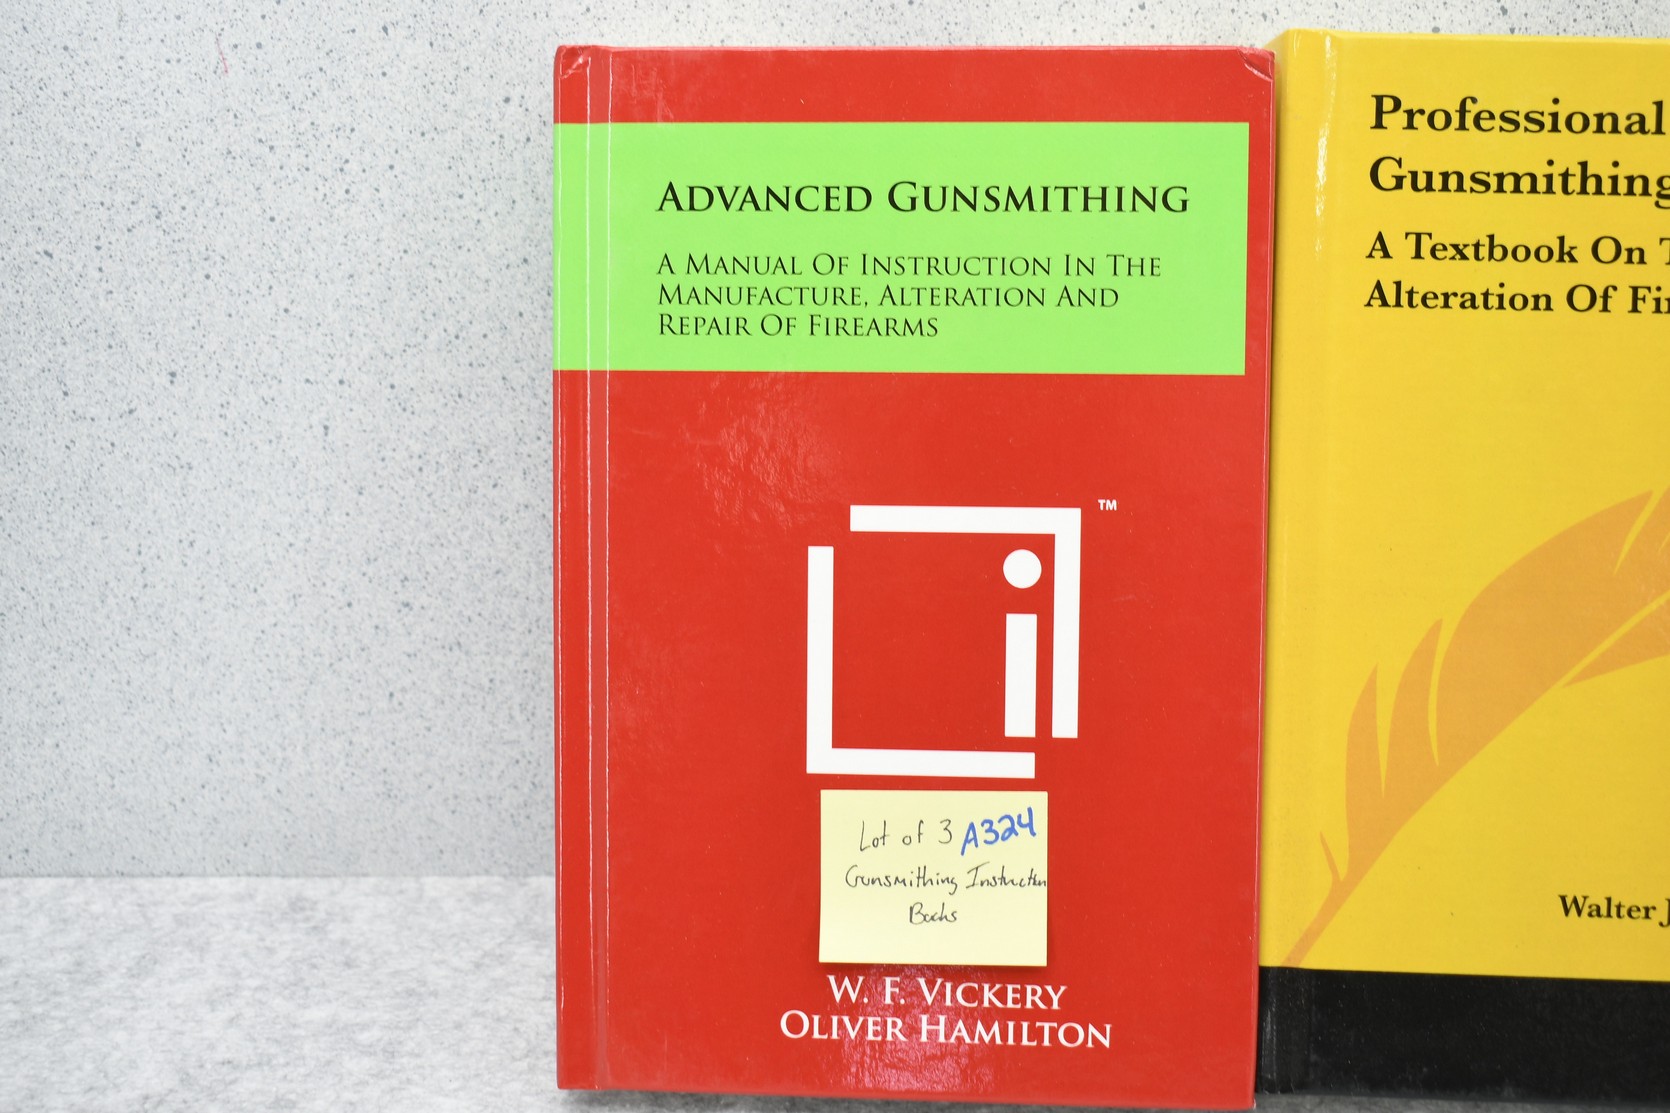 ADVANCED GUNSMITHING
A MANUAL OF INSTRUCTION IN THE
MANUFACTURE, ALTERATION AND
REPAIR OF FIREARMS
TM
Lot of 3 A324
Gunsmithing Instruction
Books
W. F. VICKERY
OLIVER HAMILTON
Professional
Gunsmithing
A Textbook On
Alteration Of
Walter